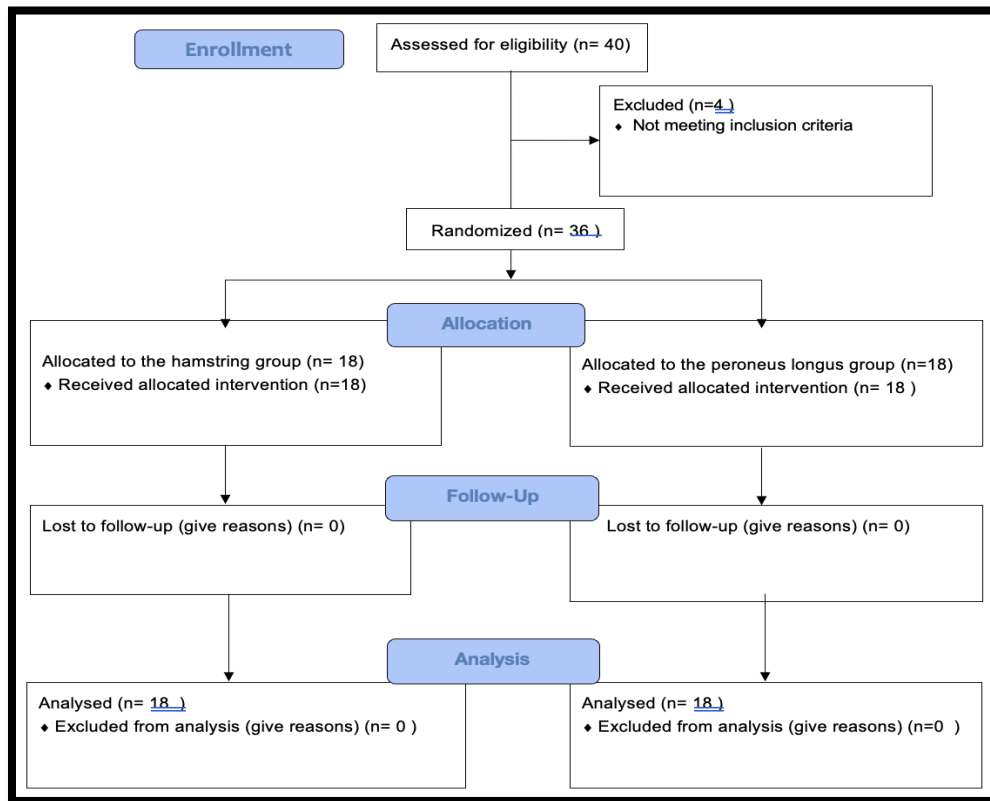 Enrollment
Assessed for eligibility (n= 40)
Excluded (n=4 )
⬧ Not meeting inclusion criteria
Randomized (n= 36 )
Allocation
Allocated to the hamstring group (n= 18)
⬧ Received allocated intervention (n=18)
Allocated to the peroneus longus group (n=18)
⬧ Received allocated intervention (n= 18 )
Follow-Up
Lost to follow-up (give reasons) (n= 0)
Lost to follow-up (give reasons) (n= 0)
Analysis
Analysed (n= 18 )
⬧ Excluded from analysis (give reasons) (n= 0 )
Analysed (n= 18 )
⬧ Excluded from analysis (give reasons) (n=0 )